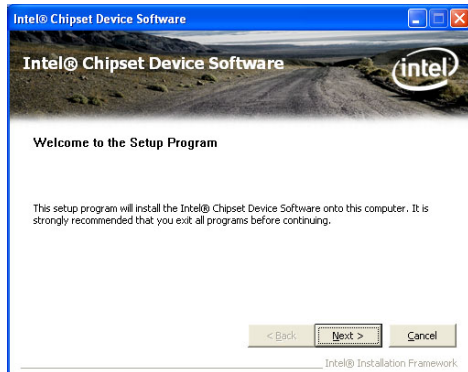 Intel® Chipset Device Software
Intel® Chipset Device Software
intel
Welcome to the Setup Program
This setup program will install the Intel® Chipset Device Software onto this computer. It is
strongly recommended that you exit all programs before continuing.
< Back
Next >
Cancel
Intel® Installation Framework